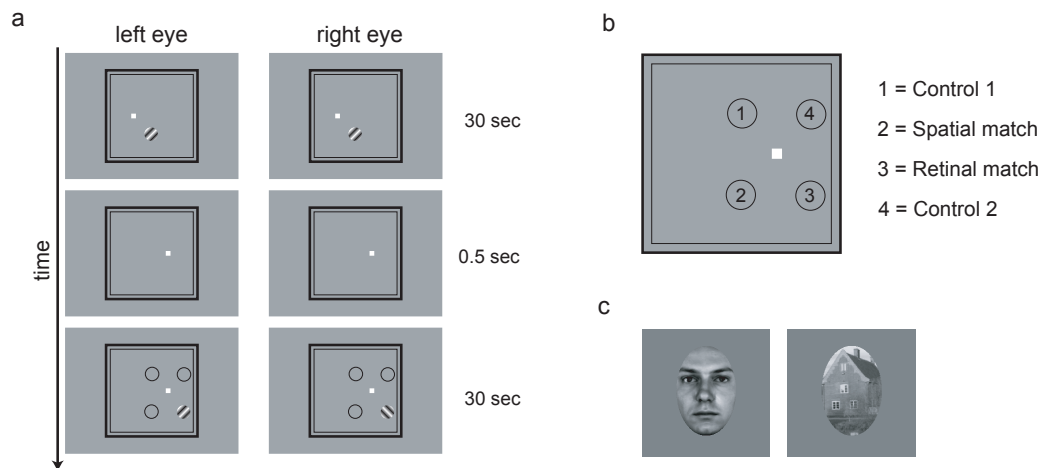 a
left eye
right eye
30 sec
0.5 sec
30 sec
time
b
1
4
2
3
1 = Control 1
2 = Spatial match
3 = Retinal match
4 = Control 2
c